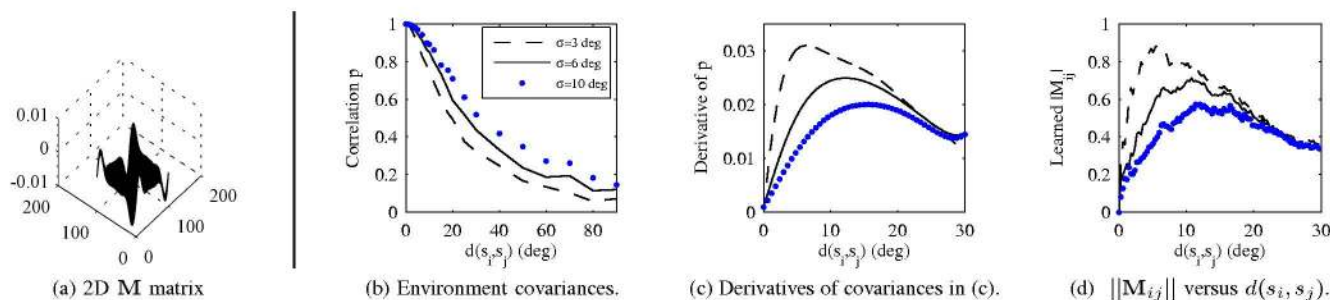 0.01
0
-0.01
200
100
0
0
100
200
(a) 2D M matrix
1
0.8
0.6
0.4
0.2
0
Correlation p
σ=3 deg
σ=6 deg
σ=10 deg
0 20 40 60 80
d(s_i,s_j) (deg)
(b) Environment covariances.
0.03
0.02
0.01
0
Derivative of p
0 10 20 30
d(s_i,s_j) (deg)
(c) Derivatives of covariances in (c).
1
0.8
0.6
0.4
0.2
0
Learned |M_ij|
0 10 20 30
d(s_i,s_j) (deg)
(d) ||M_ij|| versus d(s_i, s_j).